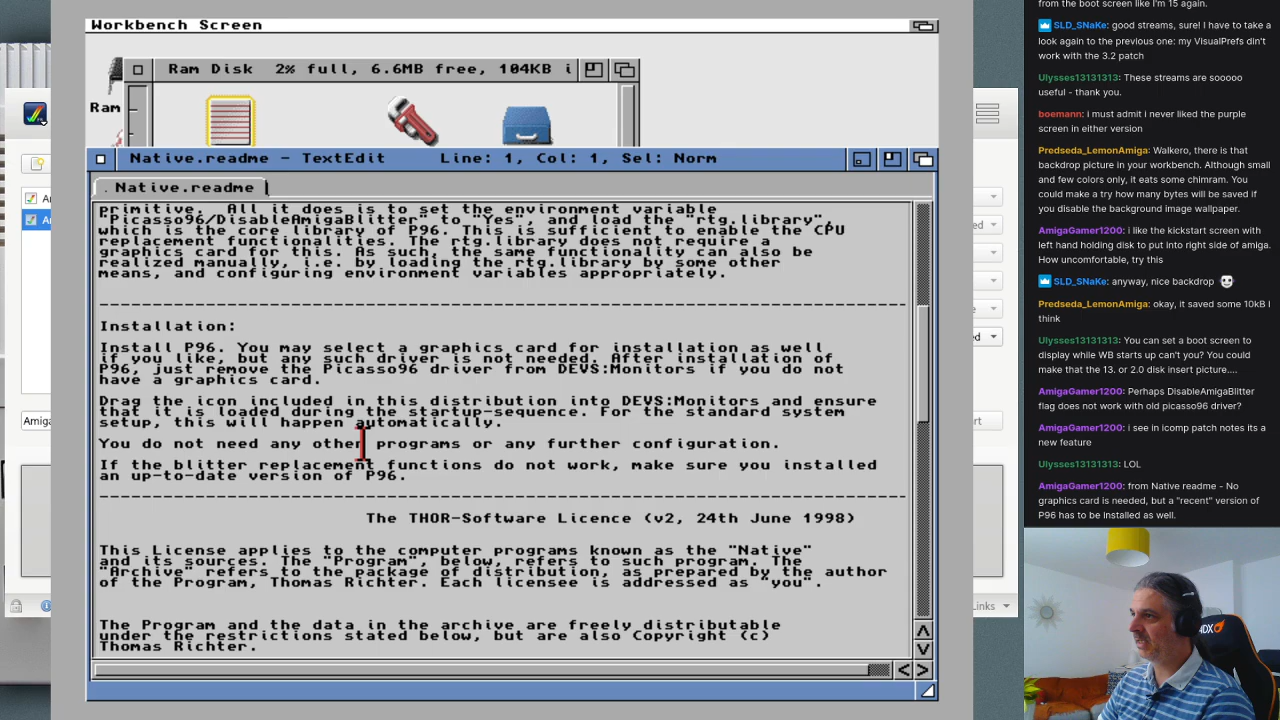 Workbench Screen
Ram Disk 2% full, 6.6MB free, 104KB i
Ram
Native.readme - TextEdit Line: 1, Col: 1, Sel: Norm
Native.readme
primitive. All it does is to set the environment variable
"Picasso96/DisableAmigaBlitter" to "Yes", and load the "rtg.library",
which is the core library of P96. This is sufficient to enable the CPU
replacement functionalities. The rtg.library does not require a
graphics card for this. As such, the same functionality can also be
realized manually,i.e. by loading the rtg.library by some other
means, and configuring environment variables appropriately.
--------------------------------------------------------------------------------
Installation:
Install P96. You may select a graphics card for installation as well
if you like, but any such driver is not needed. After installation of
P96, just remove the Picasso96 driver from DEVS:Monitors if you do not
have a graphics card.
Drag the icon included in this distribution into DEVS:Monitors and ensure
that it is loaded during the startup-sequence. For the standard system
setup, this will happen automatically.
You do not need any other programs or any further configuration.
If the blitter replacement functions do not work, make sure you installed
an up-to-date version of P96.
--------------------------------------------------------------------------------
The THOR-Software Licence (v2, 24th June 1998)
This License applies to the computer programs known as the "Native"
and its sources. The "Program", below, refers to such program. The
"Archive" refers to the package of distribution, as prepared by the author
of the Program, Thomas Richter. Each licensee is addressed as "you".
The Program and the data in the archive are freely distributable
under the restrictions stated below, but are also Copyright (c)
Thomas Richter.
Amiga
Links
from the boot screen like I'm 15 again.
SLD_SNaKe: good streams, sure! I have to take
a look again to the previous one: my VisualPrefs din't
work with the 3.2 patch
Ulysses13131313: These streams are sooooo
useful - thank you.
boemann: i must admit i never liked the purple
screen in either version
Predseda_LemonAmiga: Walkero, there is that
backdrop picture in your workbench. Although small
and few colors only, it eats some chimram. You
could make a try how many bytes will be saved if
you disable the background image wallpaper.
AmigaGamer1200: i like the kickstart screen with
left hand holding disk to put into right side of amiga.
How uncomfortable, try this
SLD_SNaKe: anyway, nice backdrop
Predseda_LemonAmiga: okay, it saved some 10kB I
think
Ulysses13131313: You can set a boot screen to
display while WB starts up can't you? You could
make that the 13. or 2.0 disk insert picture....
AmigaGamer1200: Perhaps DisableAmigaBlitter
flag does not work with old picasso96 driver?
AmigaGamer1200: i see in icomp patch notes its a
new feature
Ulysses13131313: LOL
AmigaGamer1200: from Native readme - No
graphics card is needed, but a "recent" version of
P96 has to be installed as well.